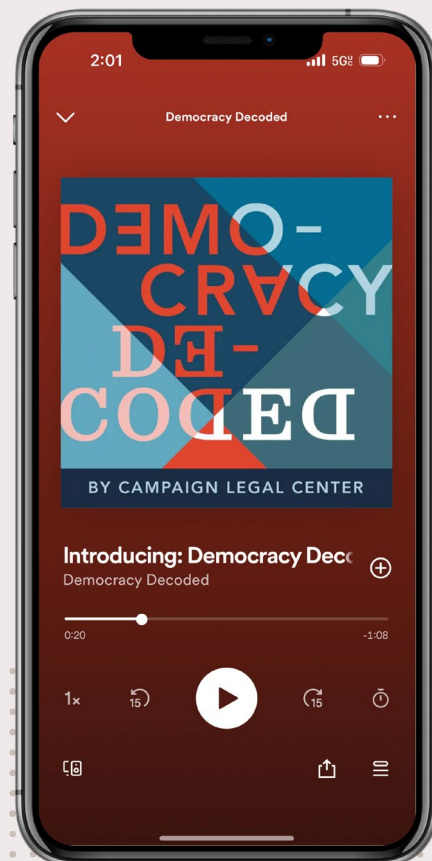 2:01
5G
Democracy Decoded
DEMO-
CRACY
DE-
CODED
BY CAMPAIGN LEGAL CENTER
Introducing: Democracy Dec
Democracy Decoded
0:20
-1:08
1x
15
15